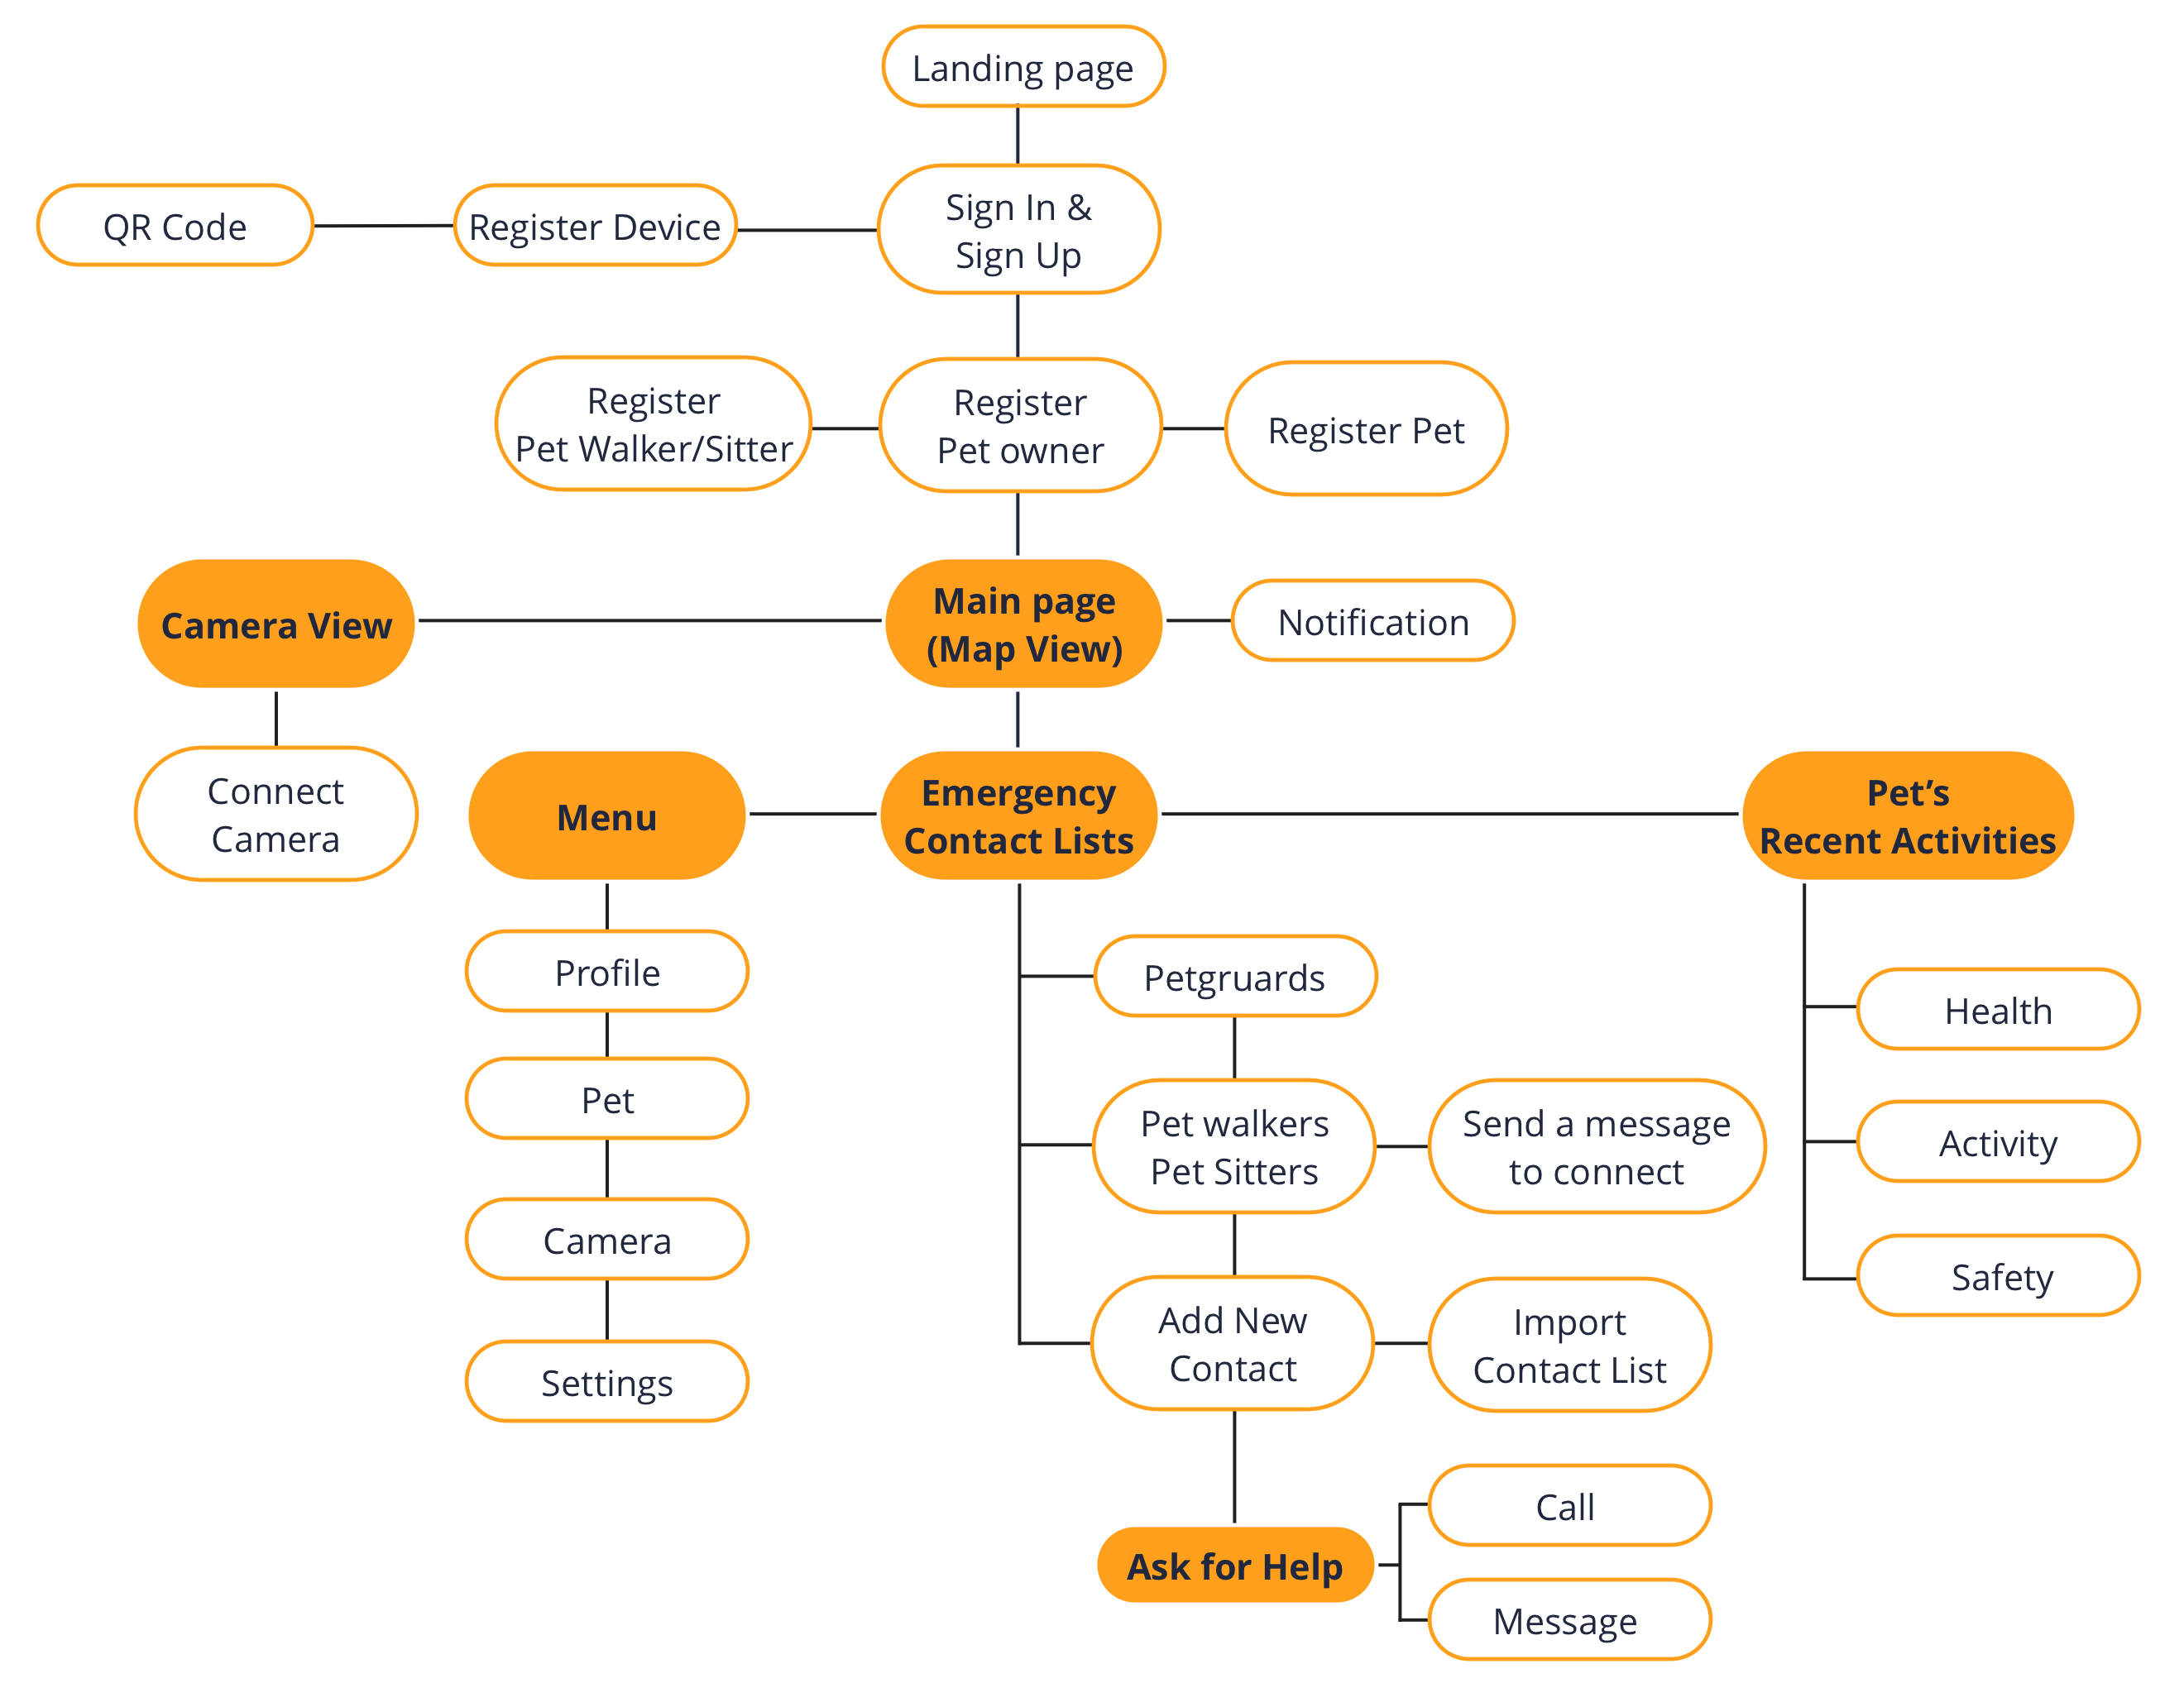 Landing page
QR Code
Register Device
Sign In &
Sign Up
Register
Pet Walker/Sitter
Register
Pet owner
Register Pet
Camera View
Main page
(Map View)
Notification
Connect
Camera
Menu
Emergency
Contact Lists
Pet’s
Recent Activities
Profile
Pet
Camera
Settings
Petgruards
Pet walkers
Pet Sitters
Send a message
to connect
Add New
Contact
Import
Contact List
Ask for Help
Call
Message
Health
Activity
Safety